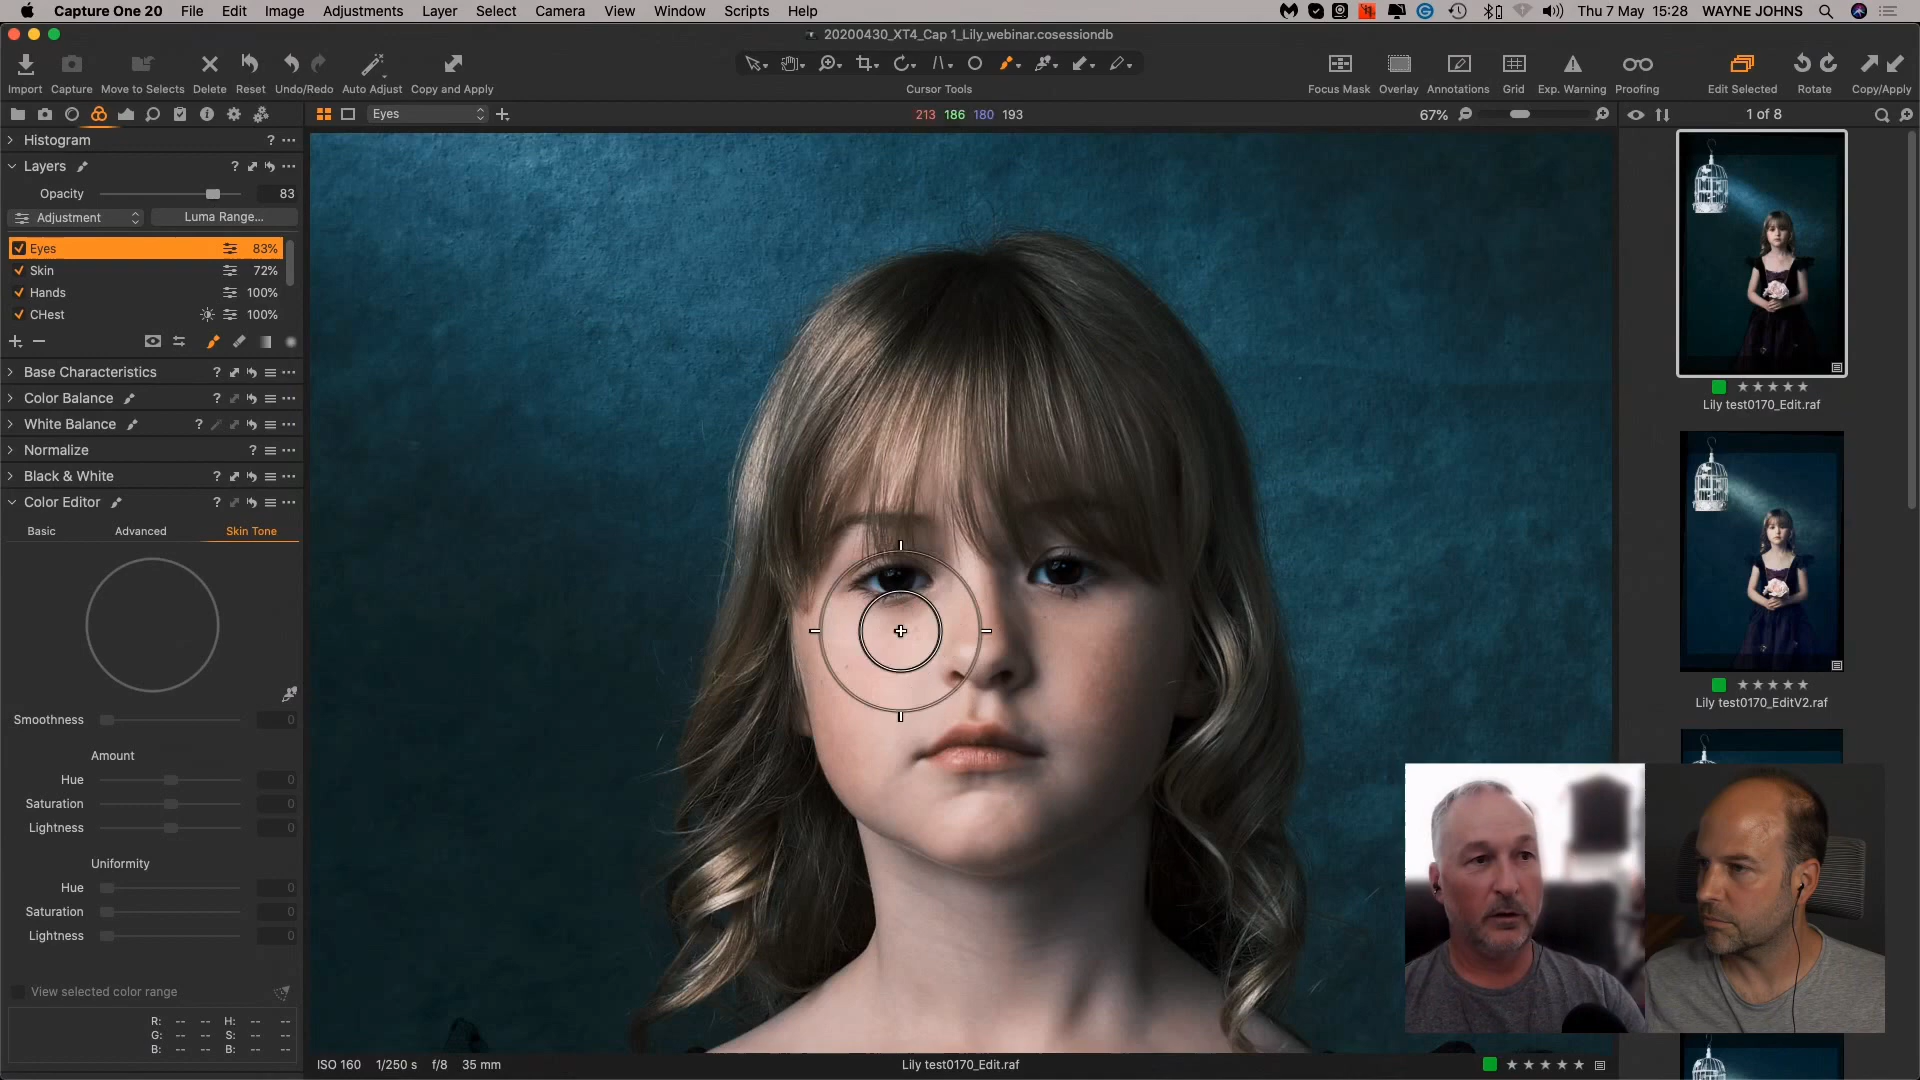 Capture One 20 File Edit Image Adjustments Layer Select Camera View Window Scripts Help Thu 7 May 15:28 WAYNE JOHNS
20200430_XT4_Cap 1_Lily_webinar.cosessiondb
Import Capture Move to Selects Delete Reset Undo/Redo Auto Adjust Copy and Apply Cursor Tools Focus Mask Overlay Annotations Grid Exp. Warning Proofing Edit Selected Rotate Copy/Apply
Eyes 213 186 180 193 67% 1 of 8
Histogram ? ...
Layers ? ...
Opacity 83
Adjustment Luma Range...
Eyes 83%
Skin 72%
Hands 100%
CHest 100%
Base Characteristics ? ...
Color Balance ? ...
White Balance ? ...
Normalize ? ...
Black & White ? ...
Color Editor ? ...
Basic Advanced Skin Tone
Smoothness 0
Amount
Hue 0
Saturation 0
Lightness 0
Uniformity
Hue 0
Saturation 0
Lightness 0
View selected color range
R: -- -- H: -- --
G: -- -- S: -- --
B: -- -- B: -- --
ISO 160 1/250 s f/8 35 mm Lily test0170_Edit.raf
Lily test0170_Edit.raf
Lily test0170_EditV2.raf